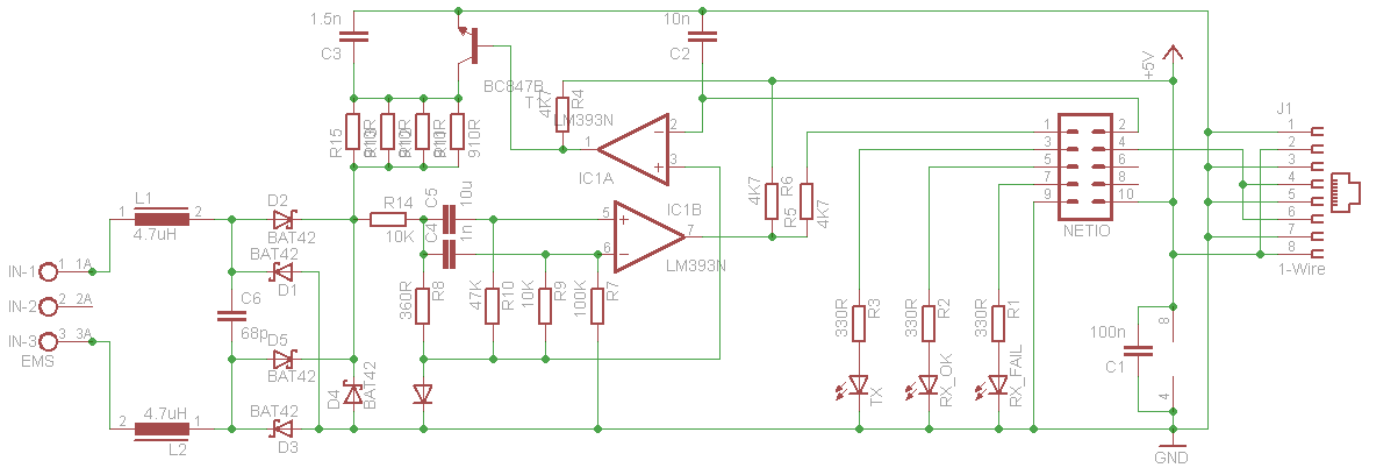 1.5n
C3
BC847B
T1
10n
C2
4K7
R4
LM393N
1
2
3
IC1A
+5V
J1
1
2
3
4
5
6
7
8
1-Wire
1
3
5
7
9
2
4
6
8
10
NETIO
R15
910R
L1
1
2
4.7uH
D2
BAT42
BAT42
D1
R14
10K
C5
10u
C4
1n
5
6
7
IC1B
LM393N
4K7
R6
R5
4K7
IN-1
1
1A
IN-2
2
2A
IN-3
3
3A
EMS
C6
68p
D5
BAT42
D4
BAT42
360R
R8
47K
R10
10K
R9
100K
R7
330R
R3
330R
R2
330R
R1
TX
RX_OK
RX_FAIL
100n
C1
8
4
GND
2
1
4.7uH
L2
BAT42
D3